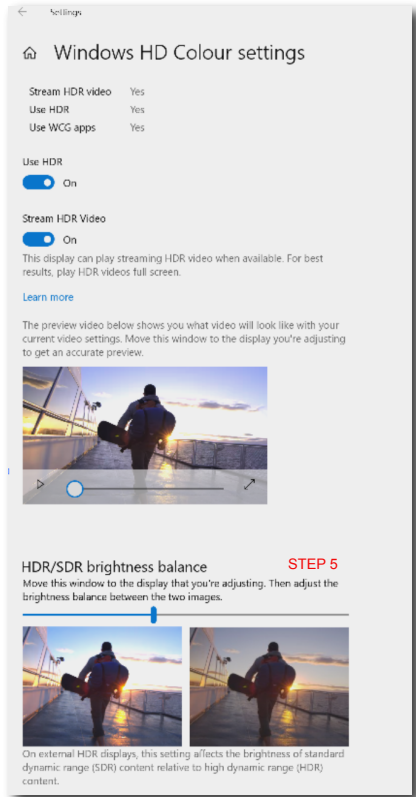 Settings
Windows HD Colour settings
Stream HDR video Yes
Use HDR Yes
Use WCG apps Yes
Use HDR
On
Stream HDR Video
On
This display can play streaming HDR video when available. For best
results, play HDR videos full screen.
Learn more
The preview video below shows you what video will look like with your
current video settings. Move this window to the display you're adjusting
to get an accurate preview.
HDR/SDR brightness balance STEP 5
Move this window to the display that you're adjusting. Then adjust the
brightness balance between the two images.
On external HDR displays, this setting affects the brightness of standard
dynamic range (SDR) content relative to high dynamic range (HDR)
content.